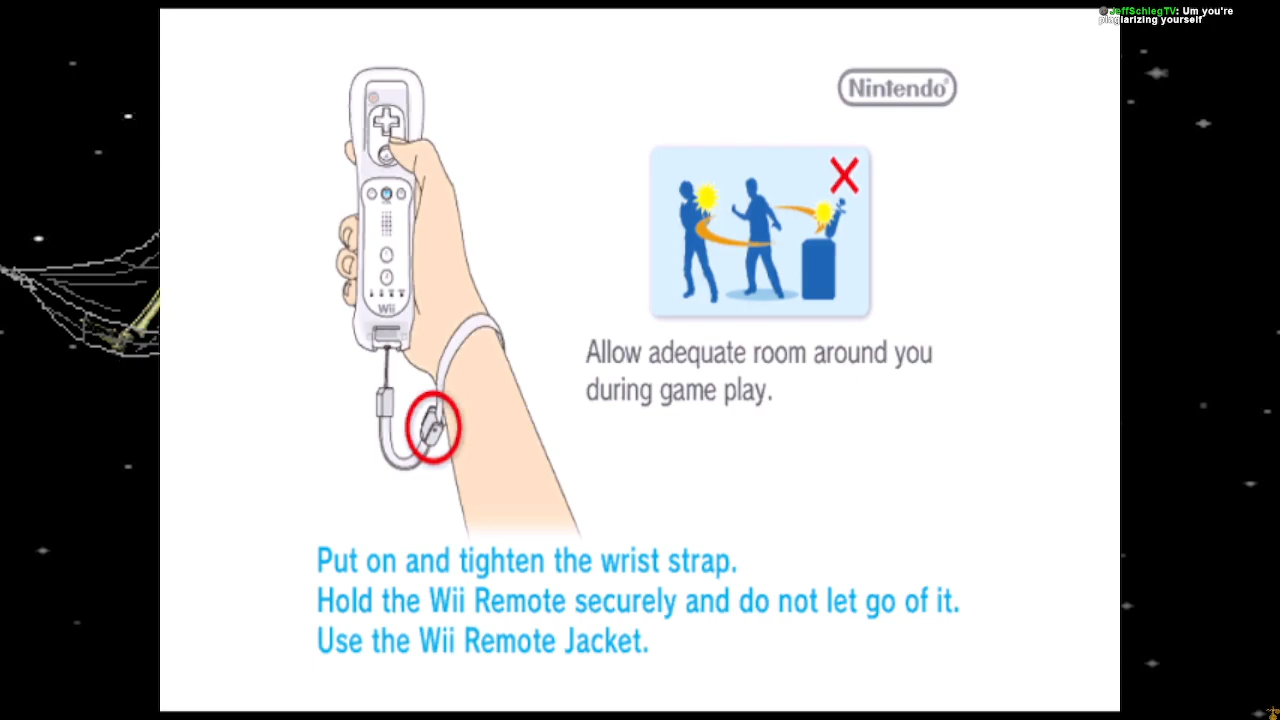 JeffSchlegTV: Um you're
plagiarizing yourself
Nintendo®
Wii
Allow adequate room around you
during game play.
Put on and tighten the wrist strap.
Hold the Wii Remote securely and do not let go of it.
Use the Wii Remote Jacket.